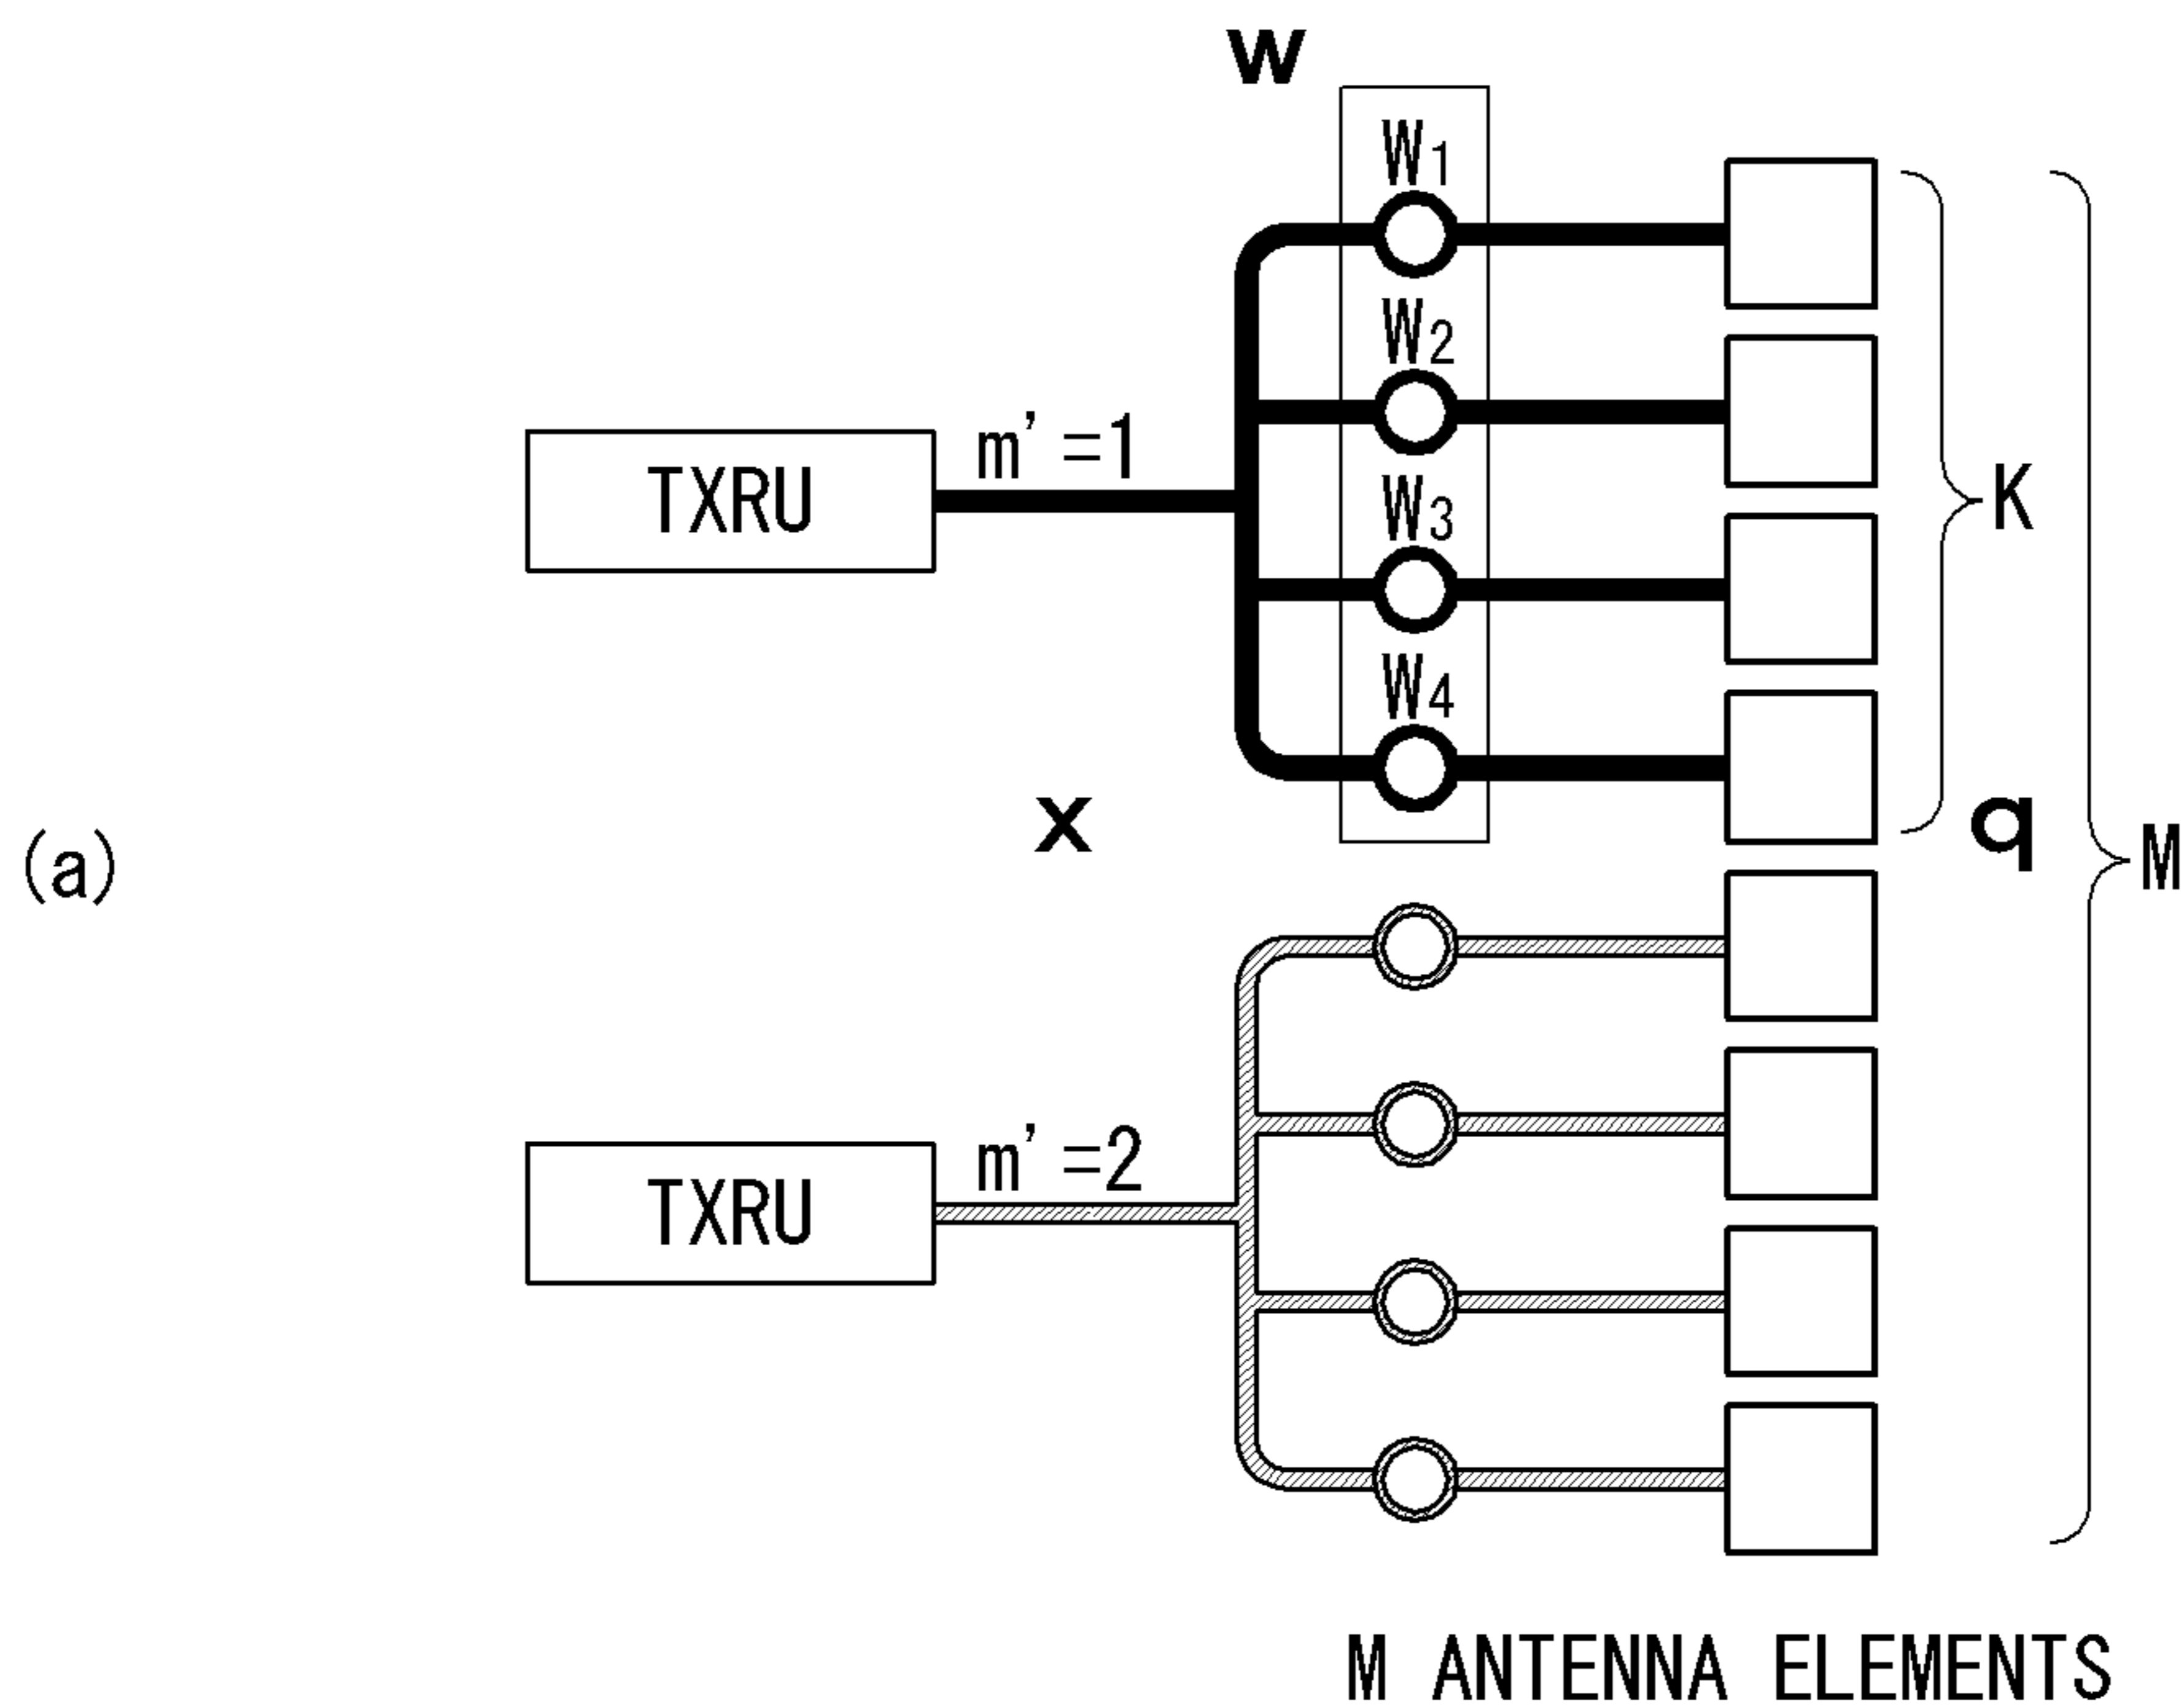 w
W1
W2
m'=1
TXRU
K
W3
W4
x
q
(a)
M
m'=2
TXRU
M ANTENNA ELEMENTS